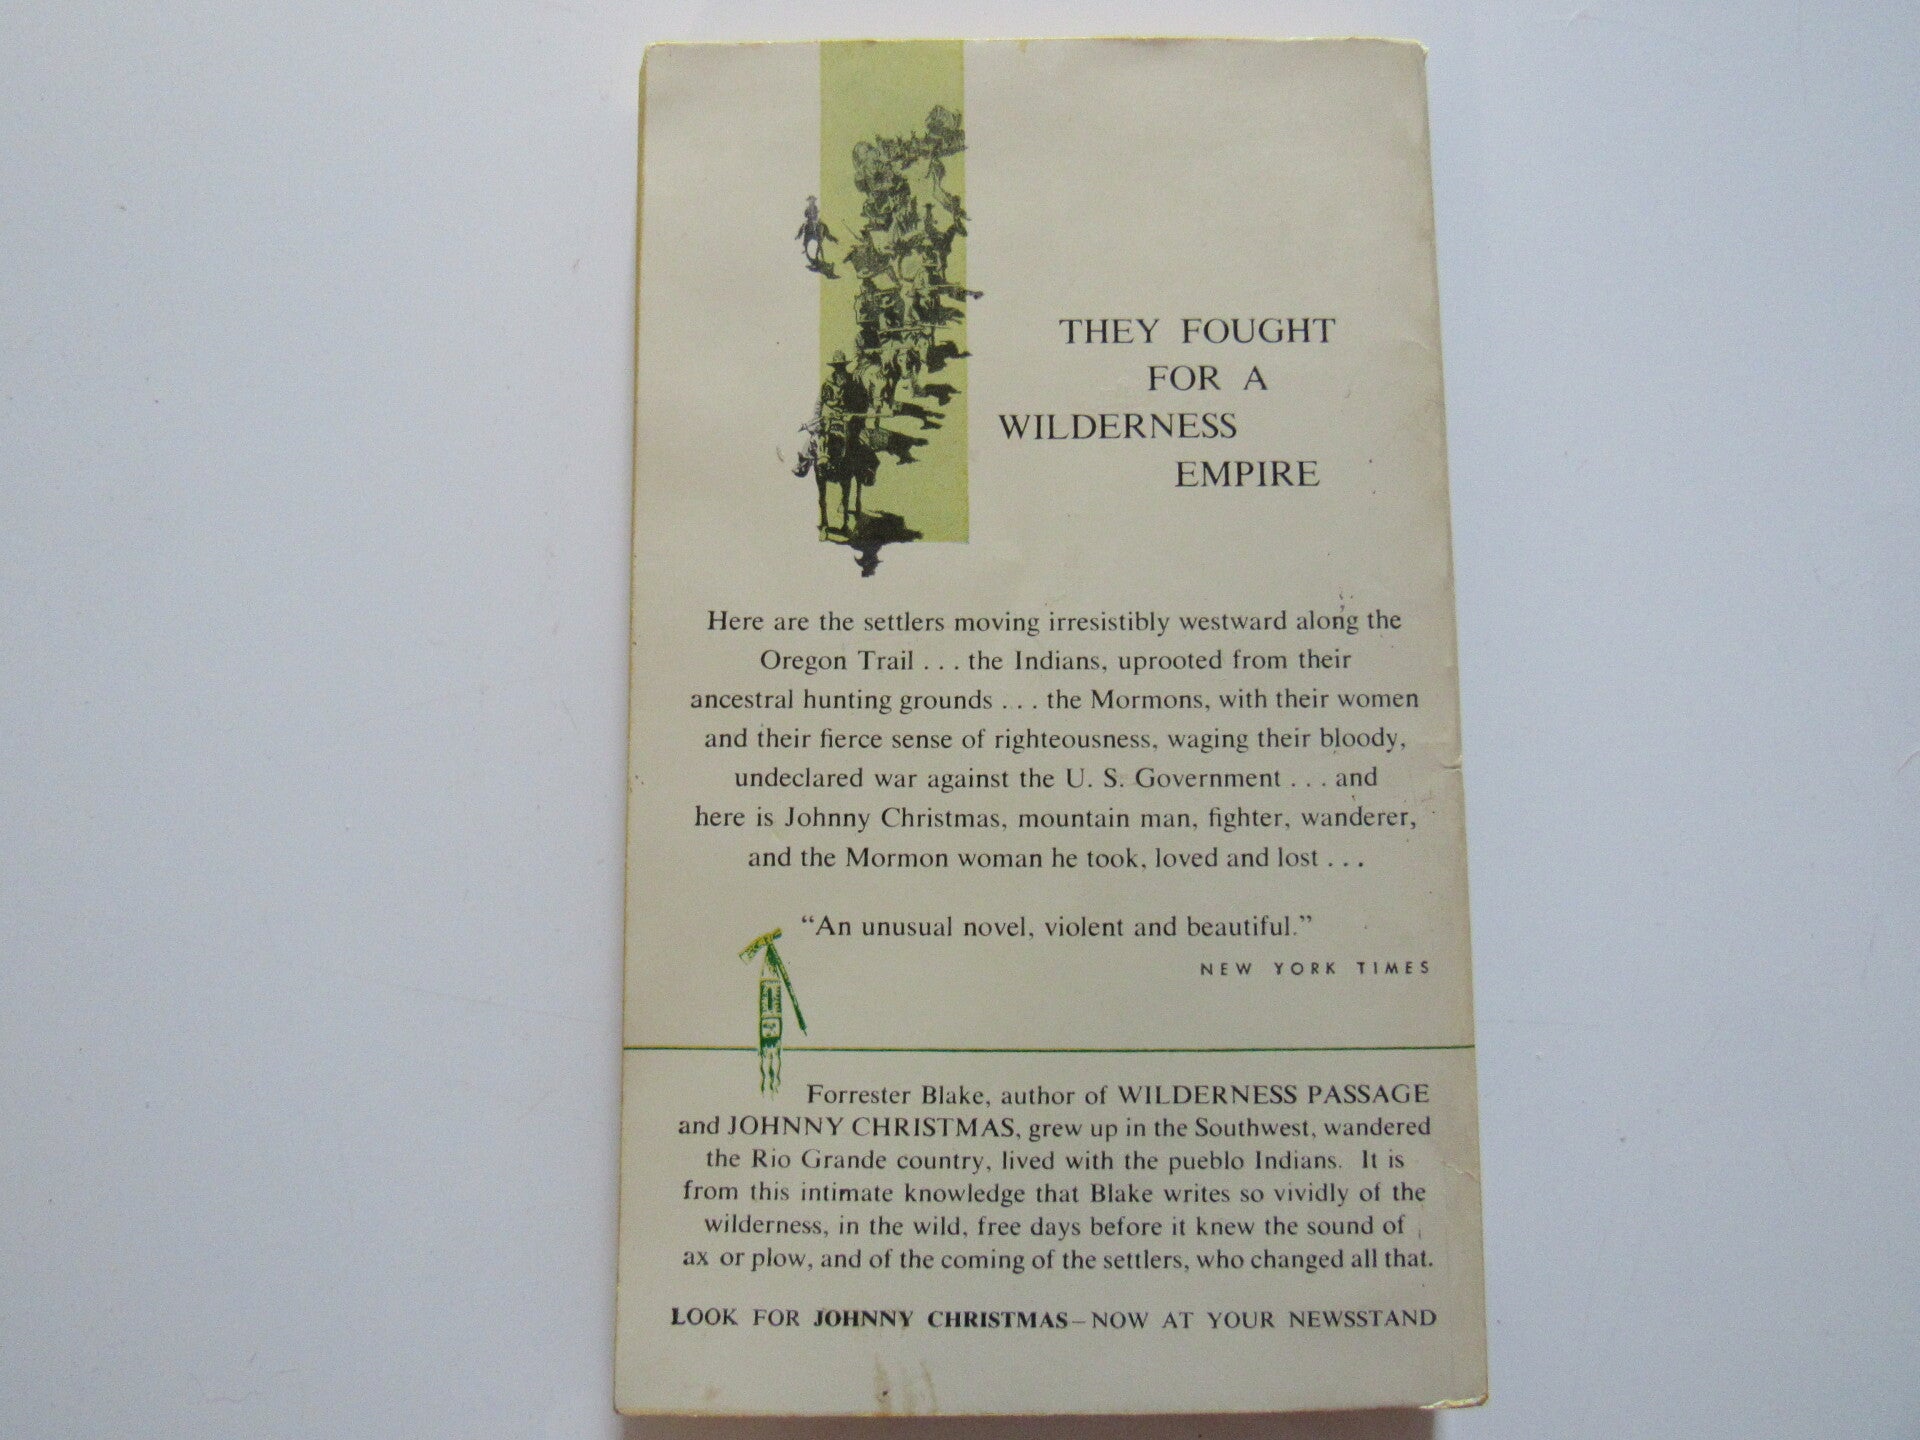 THEY FOUGHT
FOR A
WILDERNESS
EMPIRE
Here are the settlers moving irresistibly westward along the
Oregon Trail . . . the Indians, uprooted from their
ancestral hunting grounds . . . the Mormons, with their women
and their fierce sense of righteousness, waging their bloody,
undeclared war against the U. S. Government . . . and
here is Johnny Christmas, mountain man, fighter, wanderer,
and the Mormon woman he took, loved and lost . . .
“An unusual novel, violent and beautiful.”
NEW YORK TIMES
Forrester Blake, author of WILDERNESS PASSAGE
and JOHNNY CHRISTMAS, grew up in the Southwest, wandered
the Rio Grande country, lived with the pueblo Indians. It is
from this intimate knowledge that Blake writes so vividly of the
wilderness, in the wild, free days before it knew the sound of
ax or plow, and of the coming of the settlers, who changed all that.
LOOK FOR JOHNNY CHRISTMAS–NOW AT YOUR NEWSSTAND